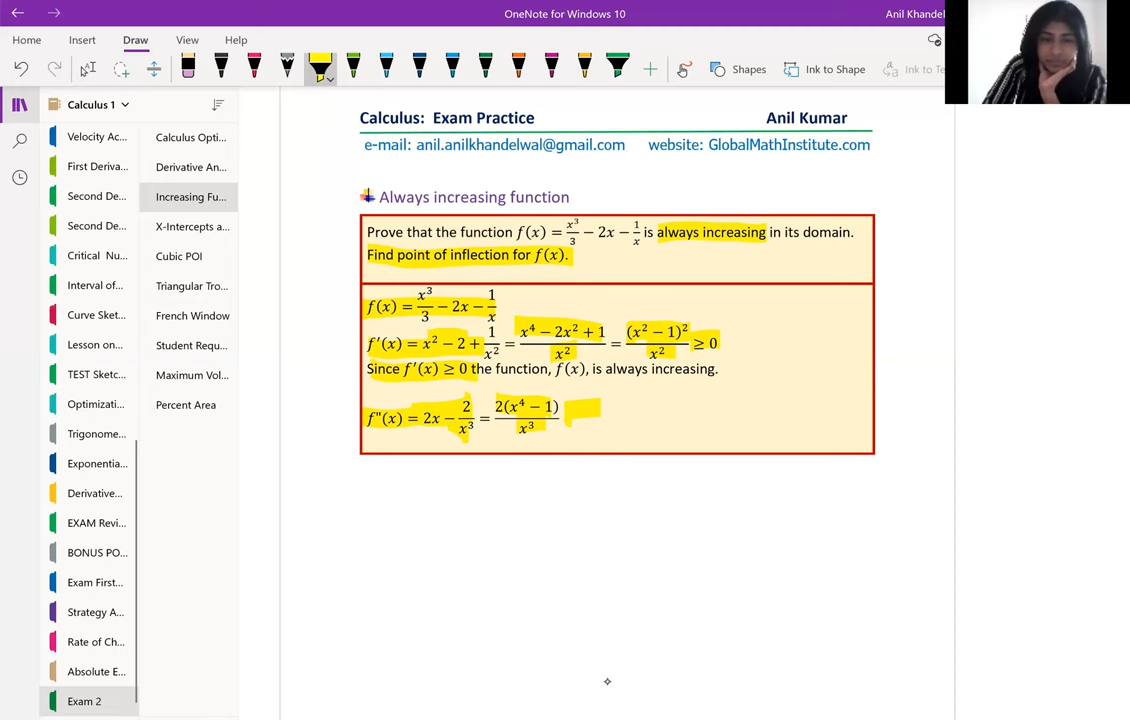 OneNote for Windows 10
Anil Khandel
Home Insert Draw View Help
Shapes Ink to Shape Ink to Te
Calculus 1
Velocity Ac...
First Deriva...
Second De...
Second De...
Critical Nu...
Interval of...
Curve Sket...
Lesson on...
TEST Sketc...
Optimizati...
Trigonome...
Exponentia...
Derivative...
EXAM Revi...
BONUS PO...
Exam First...
Strategy A...
Rate of Ch...
Absolute E...
Exam 2
Calculus Opti...
Derivative An...
Increasing Fu...
X-Intercepts a...
Cubic POI
Triangular Tro...
French Window
Student Requ...
Maximum Vol...
Percent Area
Calculus: Exam Practice Anil Kumar
e-mail: anil.anilkhandelwal@gmail.com website: GlobalMathInstitute.com
Always increasing function
Prove that the function f(x) = x³/3 − 2x − 1/x is always increasing in its domain.
Find point of inflection for f(x).
f(x) = x³/3 − 2x − 1/x
f′(x) = x² − 2 + 1/x² = (x⁴ − 2x² + 1)/x² = (x² − 1)²/x² ≥ 0
Since f′(x) ≥ 0 the function, f(x), is always increasing.
f"(x) = 2x − 2/x³ = 2(x⁴ − 1)/x³